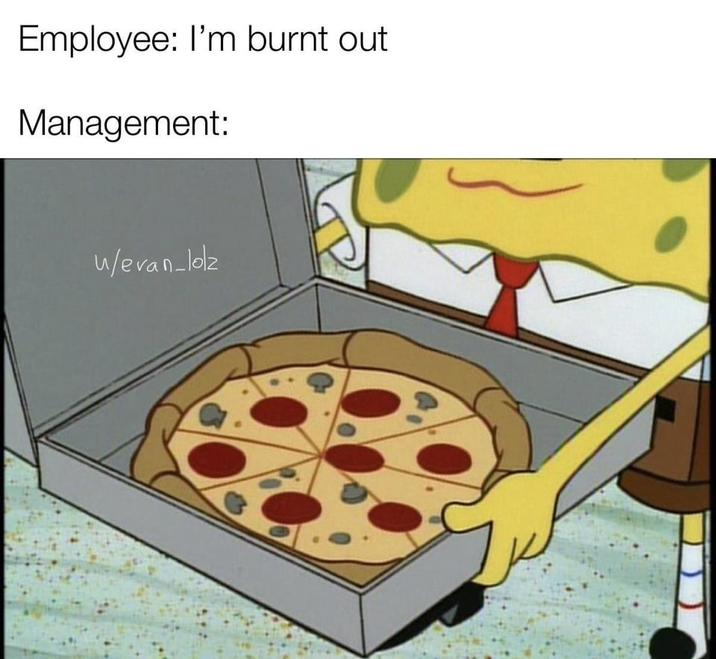 Employee: I’m burnt out
Management:
u/evan_lolz